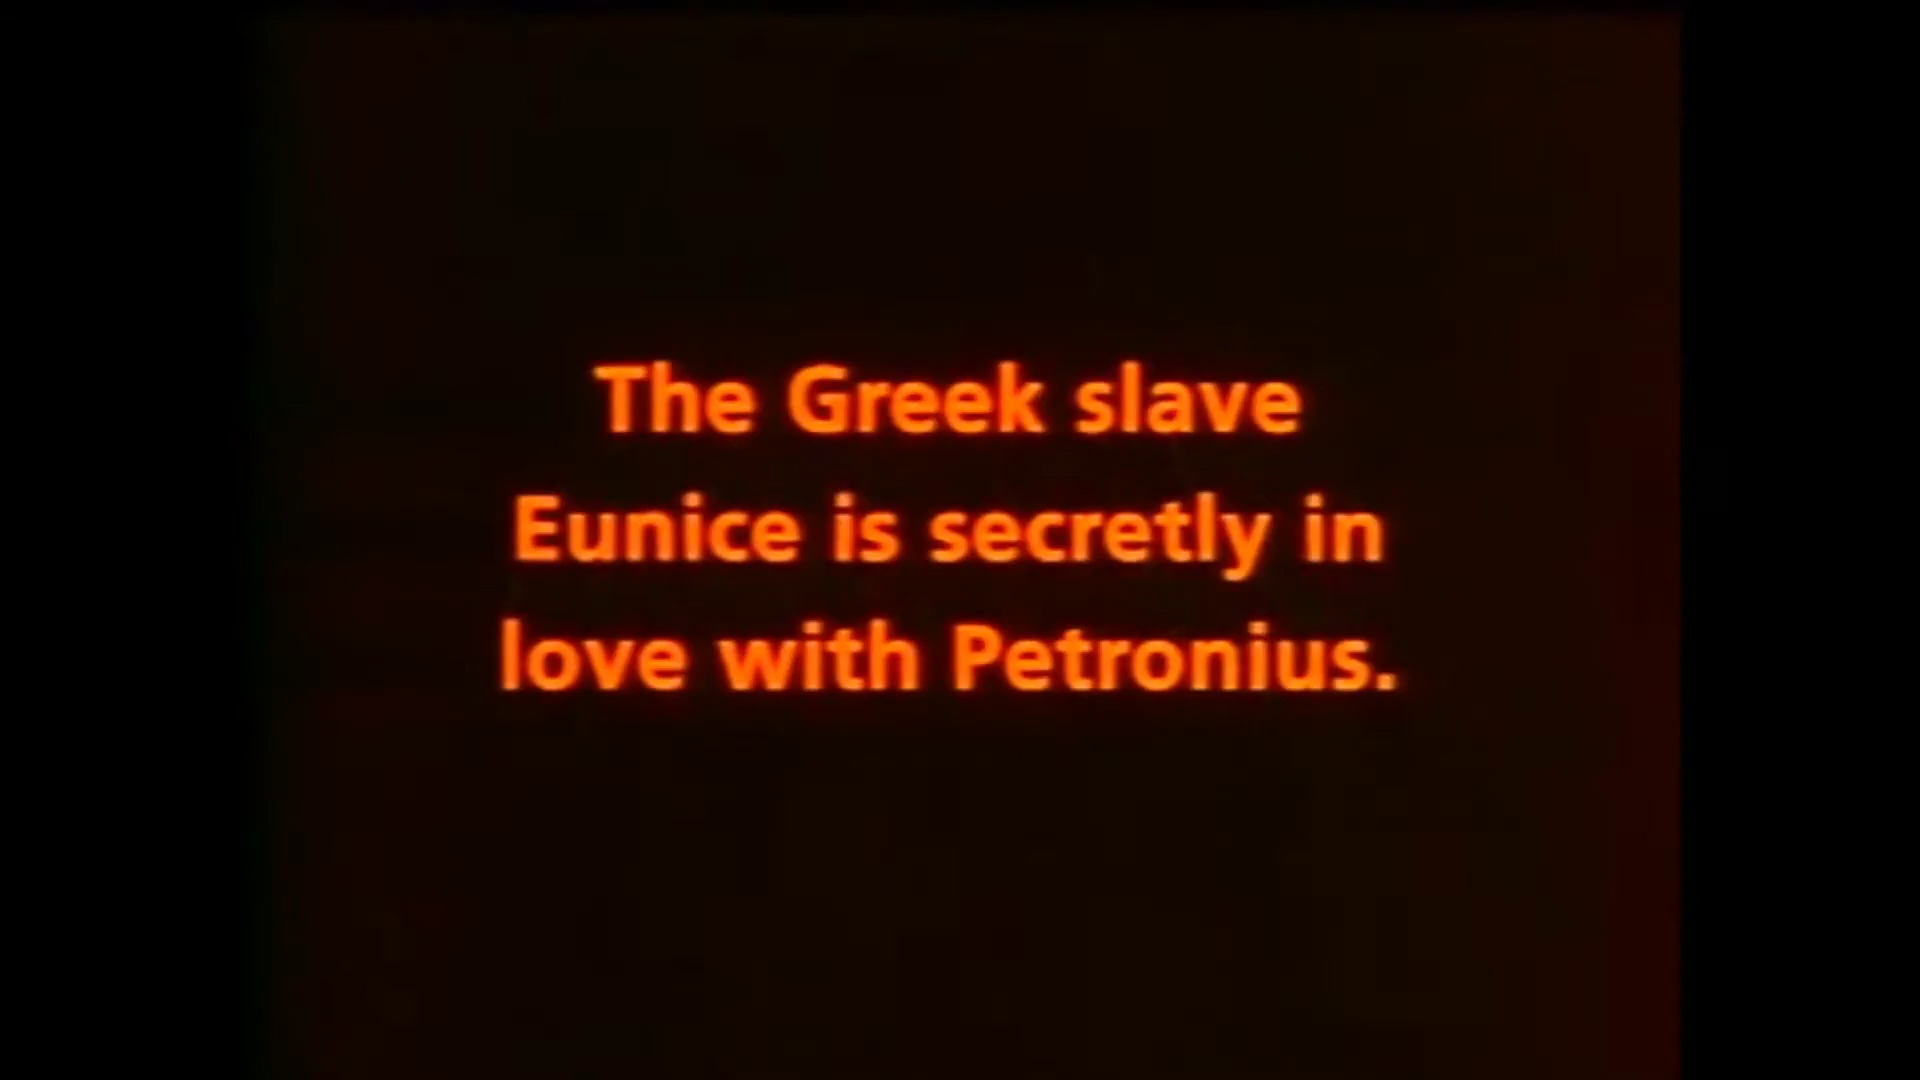 The Greek slave
Eunice is secretly in
love with Petronius.